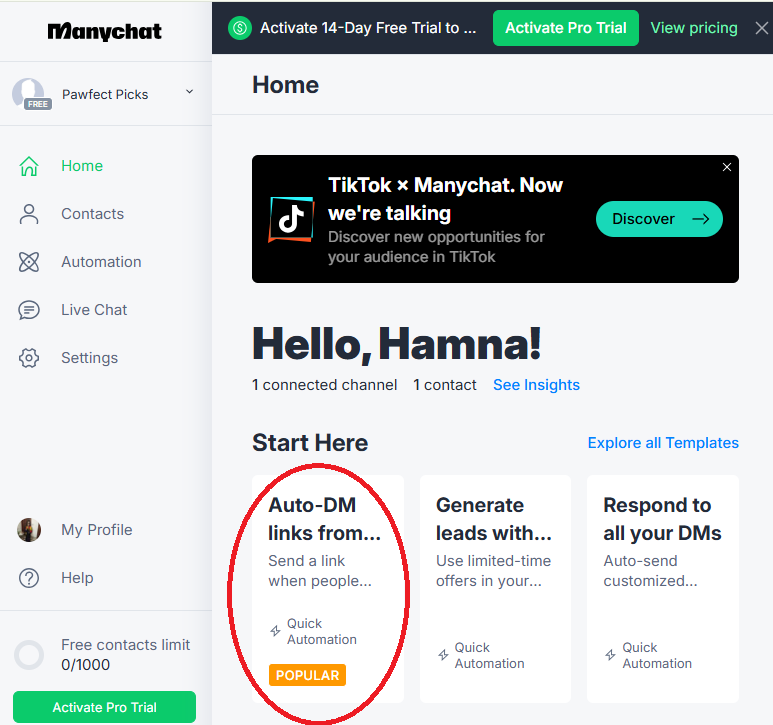 Manychat
Activate 14-Day Free Trial to ...
Activate Pro Trial
View pricing
Pawfect Picks
FREE
Home
Contacts
Automation
Live Chat
Settings
My Profile
Help
Free contacts limit
0/1000
Activate Pro Trial
Home
TikTok × Manychat. Now
we're talking
Discover new opportunities for
your audience in TikTok
Discover
Hello, Hamna!
1 connected channel 1 contact See Insights
Start Here
Explore all Templates
Auto-DM
links from...
Send a link
when people...
Quick
Automation
POPULAR
Generate
leads with...
Use limited-time
offers in your...
Quick
Automation
Respond to
all your DMs
Auto-send
customized...
Quick
Automation